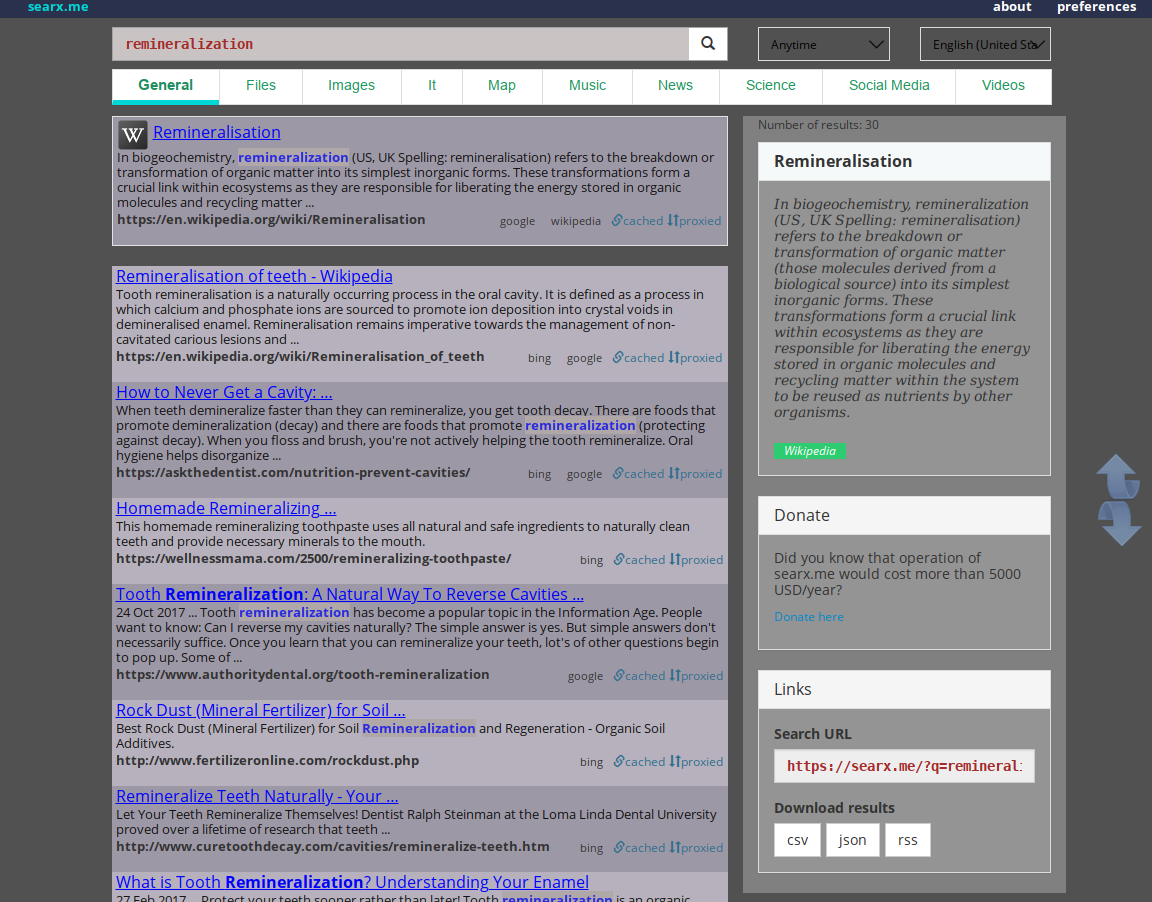 searx.me about preferences
remineralization Anytime English (United Sta
General Files Images It Map Music News Science Social Media Videos
W Remineralisation
In biogeochemistry, remineralization (US, UK Spelling: remineralisation) refers to the breakdown or
transformation of organic matter into its simplest inorganic forms. These transformations form a
crucial link within ecosystems as they are responsible for liberating the energy stored in organic
molecules and recycling matter ...
https://en.wikipedia.org/wiki/Remineralisation google wikipedia cached proxied
Remineralisation of teeth - Wikipedia
Tooth remineralisation is a naturally occurring process in the oral cavity. It is defined as a process in
which calcium and phosphate ions are sourced to promote ion deposition into crystal voids in
demineralised enamel. Remineralisation remains imperative towards the management of non-
cavitated carious lesions and ...
https://en.wikipedia.org/wiki/Remineralisation_of_teeth bing google cached proxied
How to Never Get a Cavity: ...
When teeth demineralize faster than they can remineralize, you get tooth decay. There are foods that
promote demineralization (decay) and there are foods that promote remineralization (protecting
against decay). When you floss and brush, you're not actively helping the tooth remineralize. Oral
hygiene helps disorganize ...
https://askthedentist.com/nutrition-prevent-cavities/ bing google cached proxied
Homemade Remineralizing ...
This homemade remineralizing toothpaste uses all natural and safe ingredients to naturally clean
teeth and provide necessary minerals to the mouth.
https://wellnessmama.com/2500/remineralizing-toothpaste/ bing cached proxied
Tooth Remineralization: A Natural Way To Reverse Cavities ...
24 Oct 2017 ... Tooth remineralization has become a popular topic in the Information Age. People
want to know: Can I reverse my cavities naturally? The simple answer is yes. But simple answers don't
necessarily suffice. Once you learn that you can remineralize your teeth, lot's of other questions begin
to pop up. Some of ...
https://www.authoritydental.org/tooth-remineralization google cached proxied
Rock Dust (Mineral Fertilizer) for Soil ...
Best Rock Dust (Mineral Fertilizer) for Soil Remineralization and Regeneration - Organic Soil
Additives.
http://www.fertilizeronline.com/rockdust.php bing cached proxied
Remineralize Teeth Naturally - Your ...
Let Your Teeth Remineralize Themselves! Dentist Ralph Steinman at the Loma Linda Dental University
proved over a lifetime of research that teeth ...
http://www.curetoothdecay.com/cavities/remineralize-teeth.htm bing cached proxied
What is Tooth Remineralization? Understanding Your Enamel
27 Feb 2017 ... Protect your teeth sooner rather than later! Tooth remineralization is an organic
Number of results: 30
Remineralisation
In biogeochemistry, remineralization
(US, UK Spelling: remineralisation)
refers to the breakdown or
transformation of organic matter
(those molecules derived from a
biological source) into its simplest
inorganic forms. These
transformations form a crucial link
within ecosystems as they are
responsible for liberating the energy
stored in organic molecules and
recycling matter within the system
to be reused as nutrients by other
organisms.
Wikipedia
Donate
Did you know that operation of
searx.me would cost more than 5000
USD/year?
Donate here
Links
Search URL
https://searx.me/?q=remineral
Download results
csv json rss